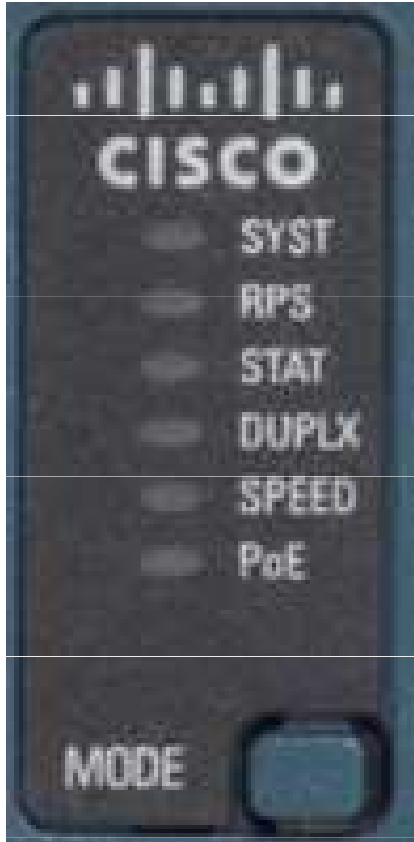 CISCO
SYST
RPS
STAT
DUPLX
SPEED
PoE
MODE